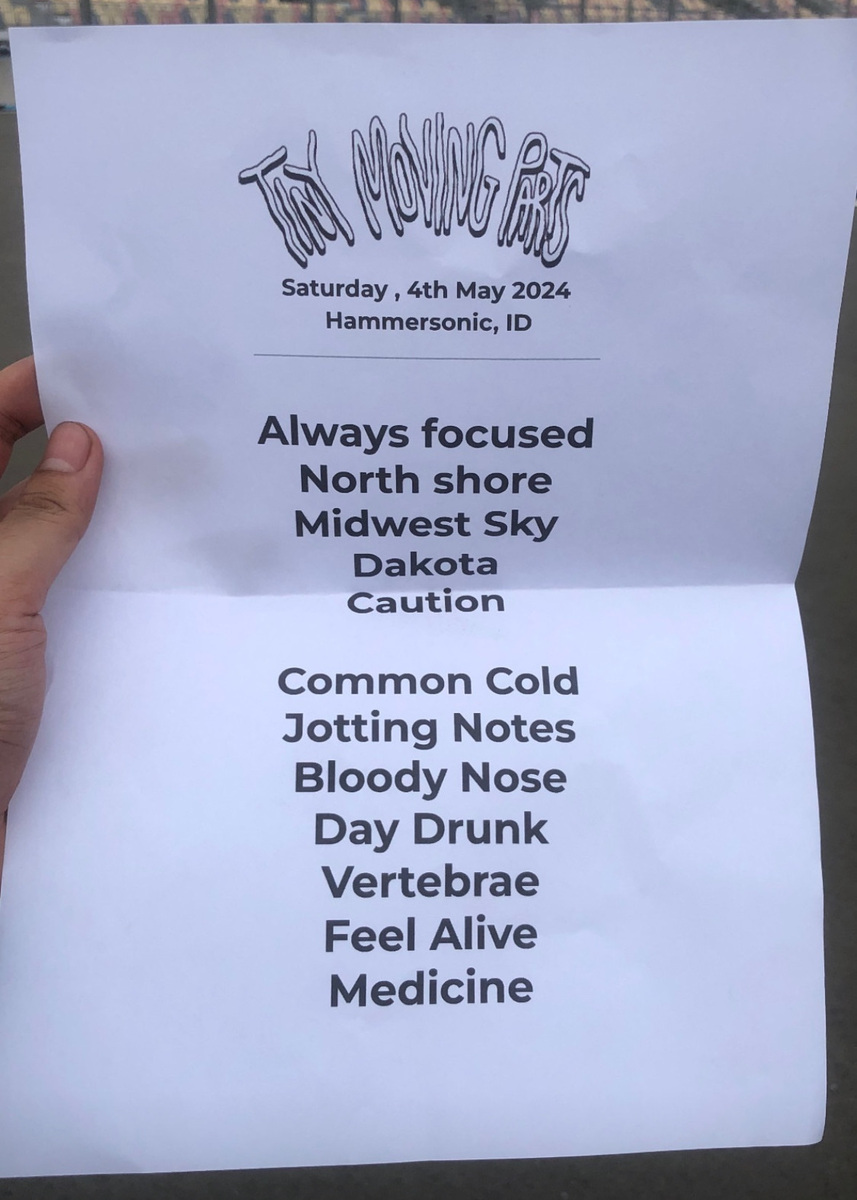 TINY MOVING PARTS
Saturday , 4th May 2024
Hammersonic, ID
Always focused
North shore
Midwest Sky
Dakota
Caution
Common Cold
Jotting Notes
Bloody Nose
Day Drunk
Vertebrae
Feel Alive
Medicine